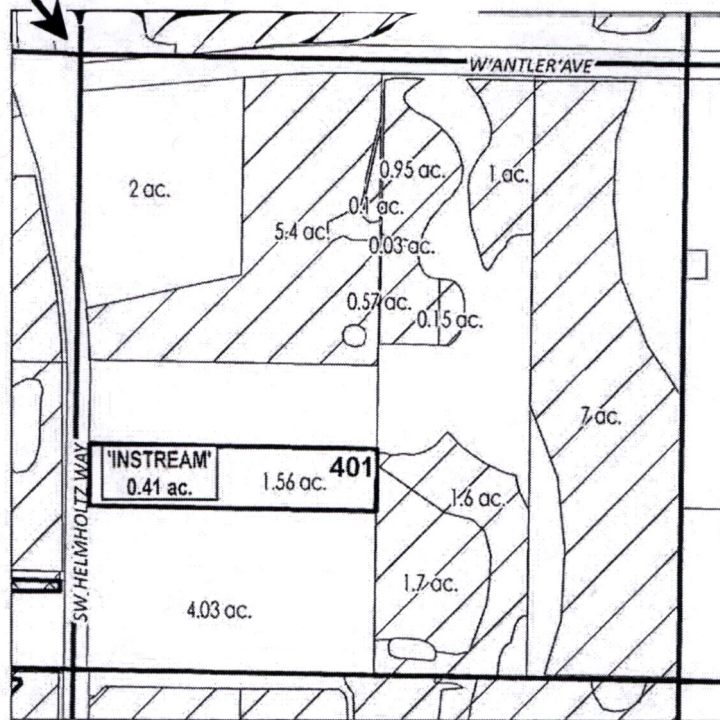 W ANTLER AVE
2 ac.
0.95 ac.
1 ac.
0.1 ac.
5.4 ac.
0.03 ac.
0.57 ac.
0.15 ac.
7 ac.
'INSTREAM'
0.41 ac.
1.56 ac.
401
1.6 ac.
1.7 ac.
4.03 ac.
SW HELMHOLTZ WAY